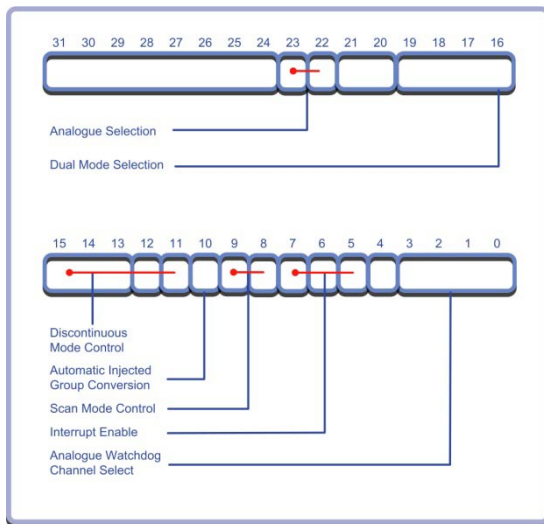 31 30 29 28 27 26 25 24 23 22 21 20 19 18 17 16
Analogue Selection
Dual Mode Selection
15 14 13 12 11 10 9 8 7 6 5 4 3 2 1 0
Discontinuous
Mode Control
Automatic Injected
Group Conversion
Scan Mode Control
Interrupt Enable
Analogue Watchdog
Channel Select